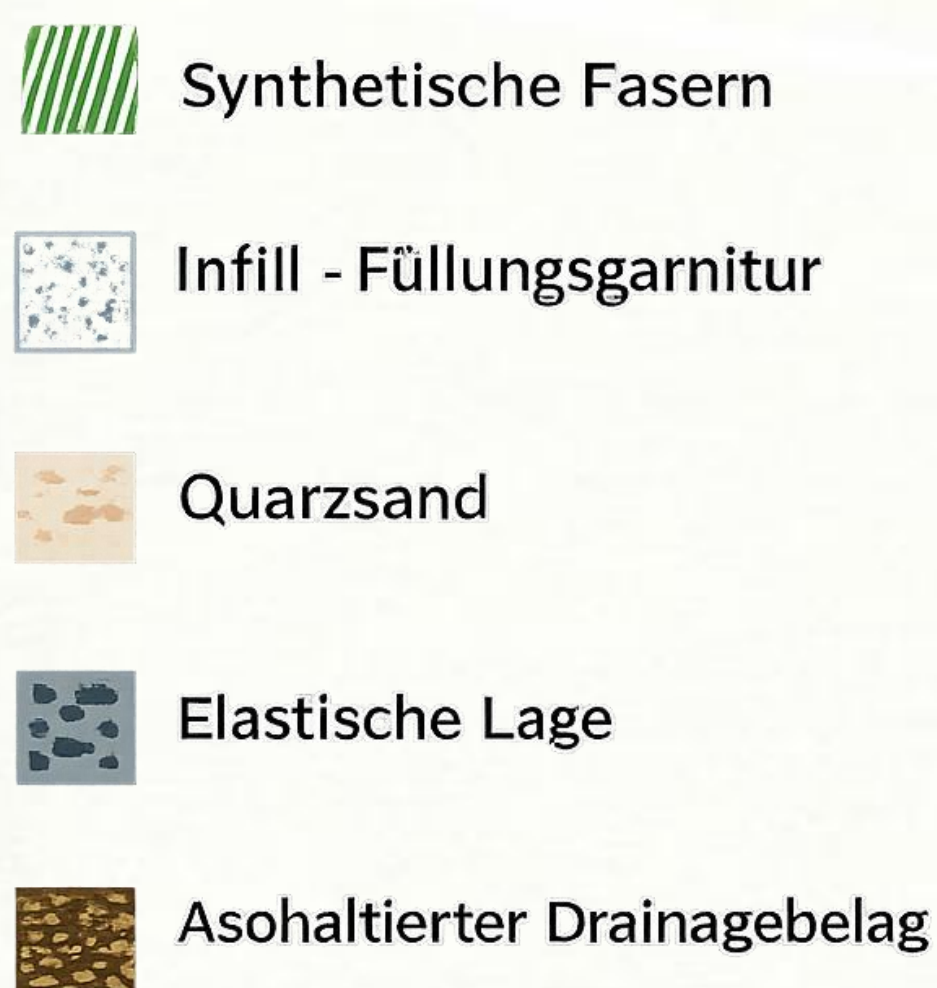 Synthetische Fasern
Infill - Füllungsgarnitur
Quarzsand
Elastische Lage
Asohaltierter Drainagebelag